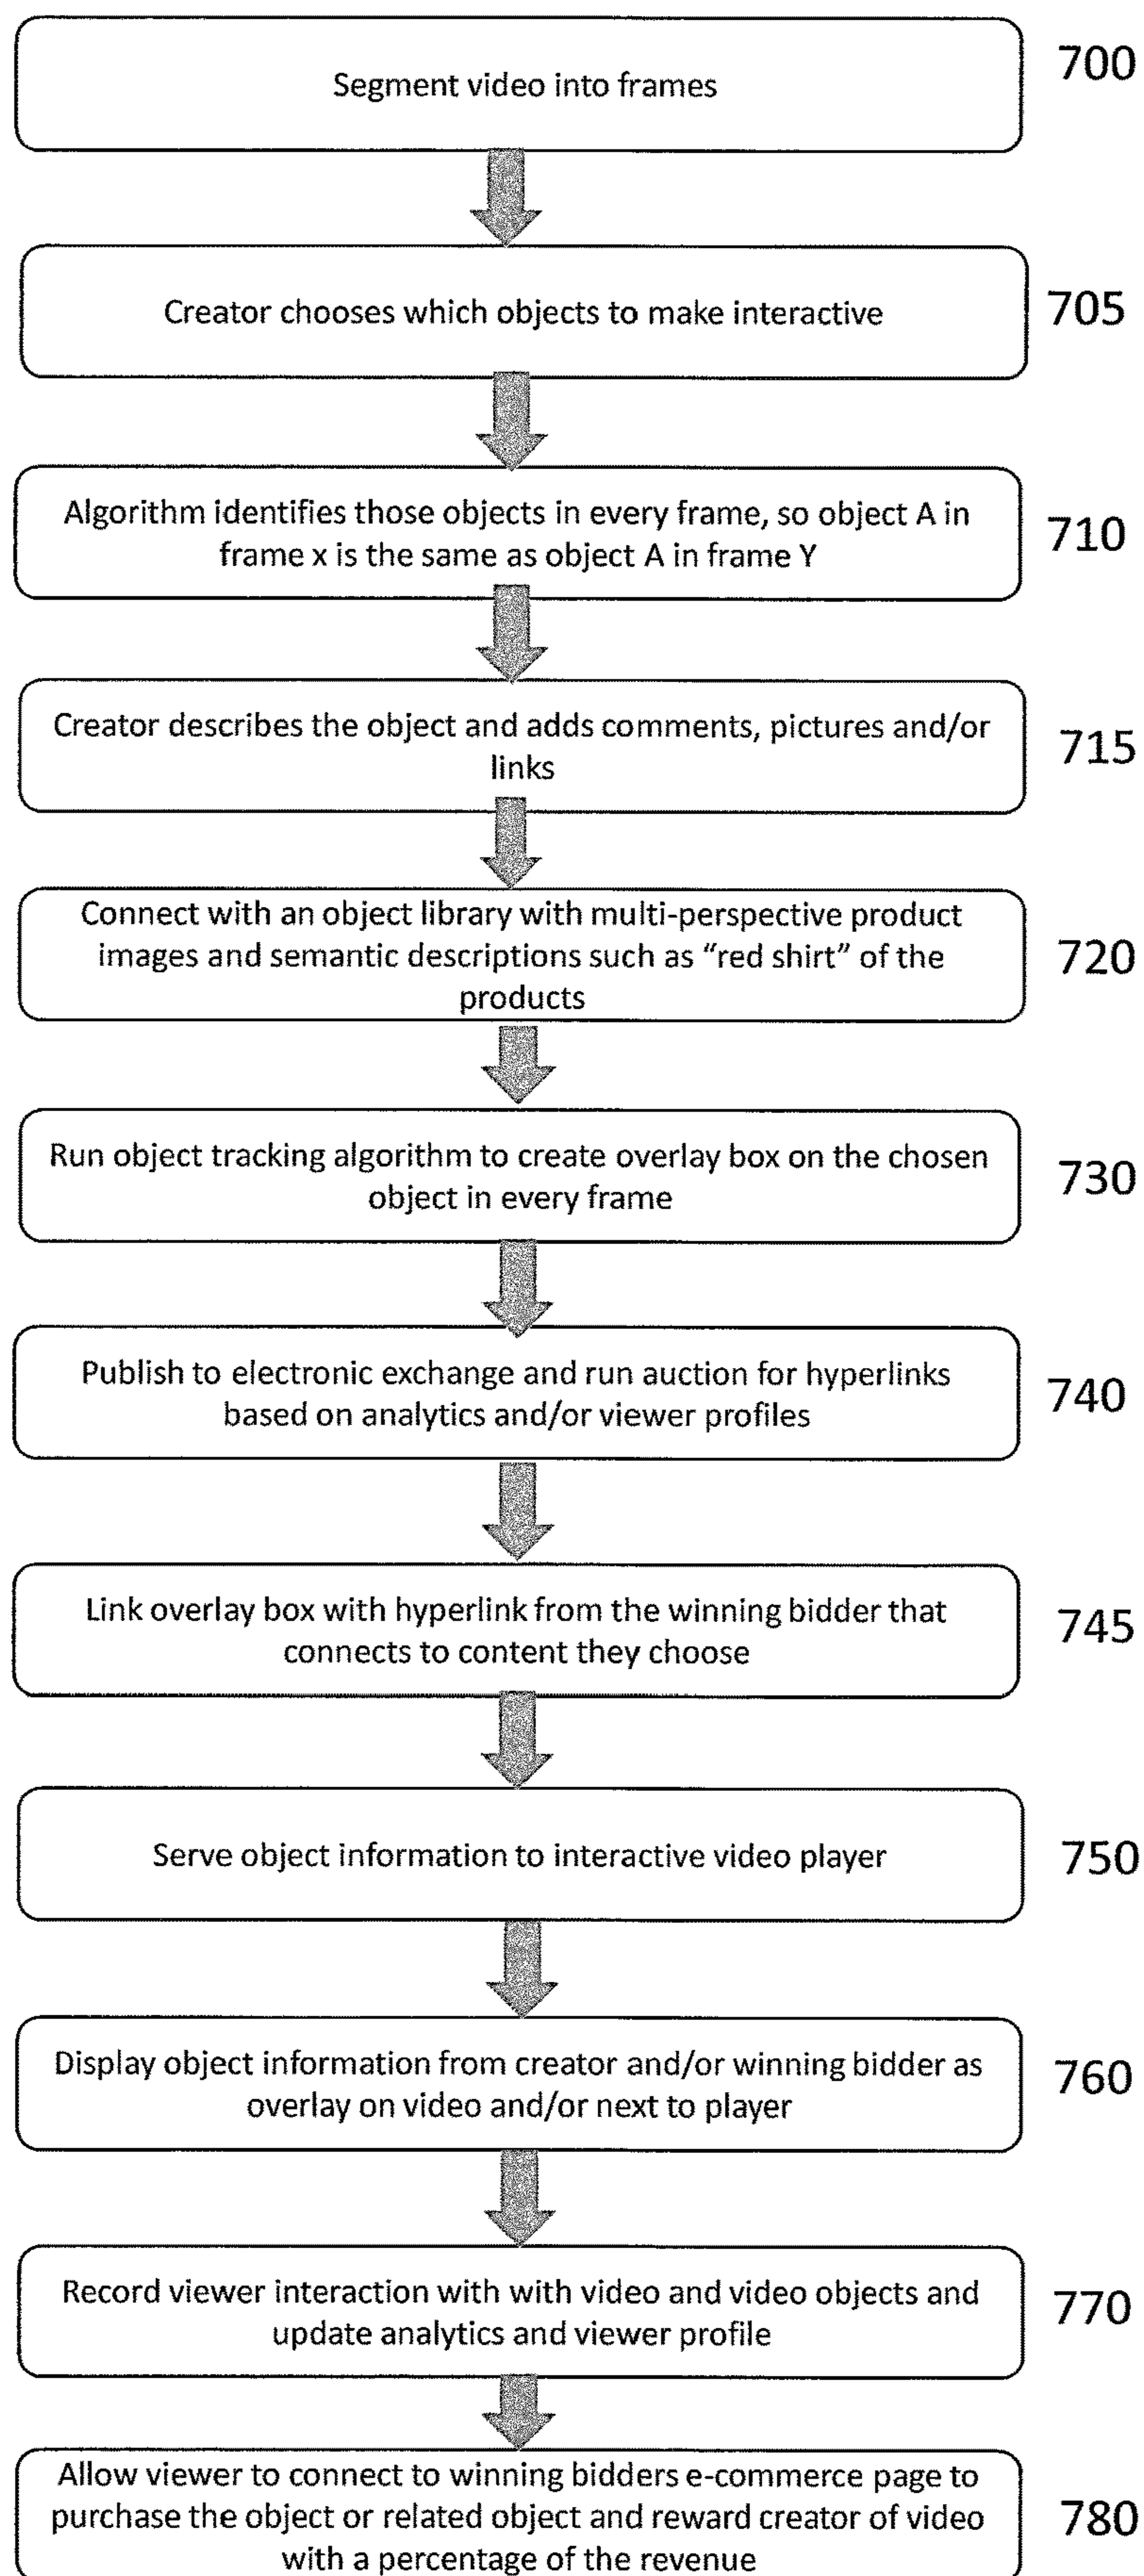 Segment video into frames
700
Creator chooses which objects to make interactive
705
Algorithm identifies those objects in every frame, so object A in
frame x is the same as object A in frame Y
710
Creator describes the object and adds comments, pictures and/or
links
715
Connect with an object library with multi-perspective product
images and semantic descriptions such as “red shirt” of the
products
720
Run object tracking algorithm to create overlay box on the chosen
object in every frame
730
Publish to electronic exchange and run auction for hyperlinks
based on analytics and/or viewer profiles
740
Link overlay box with hyperlink from the winning bidder that
connects to content they choose
745
Serve object information to interactive video player
750
Display object information from creator and/or winning bidder as
overlay on video and/or next to player
760
Record viewer interaction with with video and video objects and
update analytics and viewer profile
770
Allow viewer to connect to winning bidders e-commerce page to
purchase the object or related object and reward creator of video
with a percentage of the revenue
780